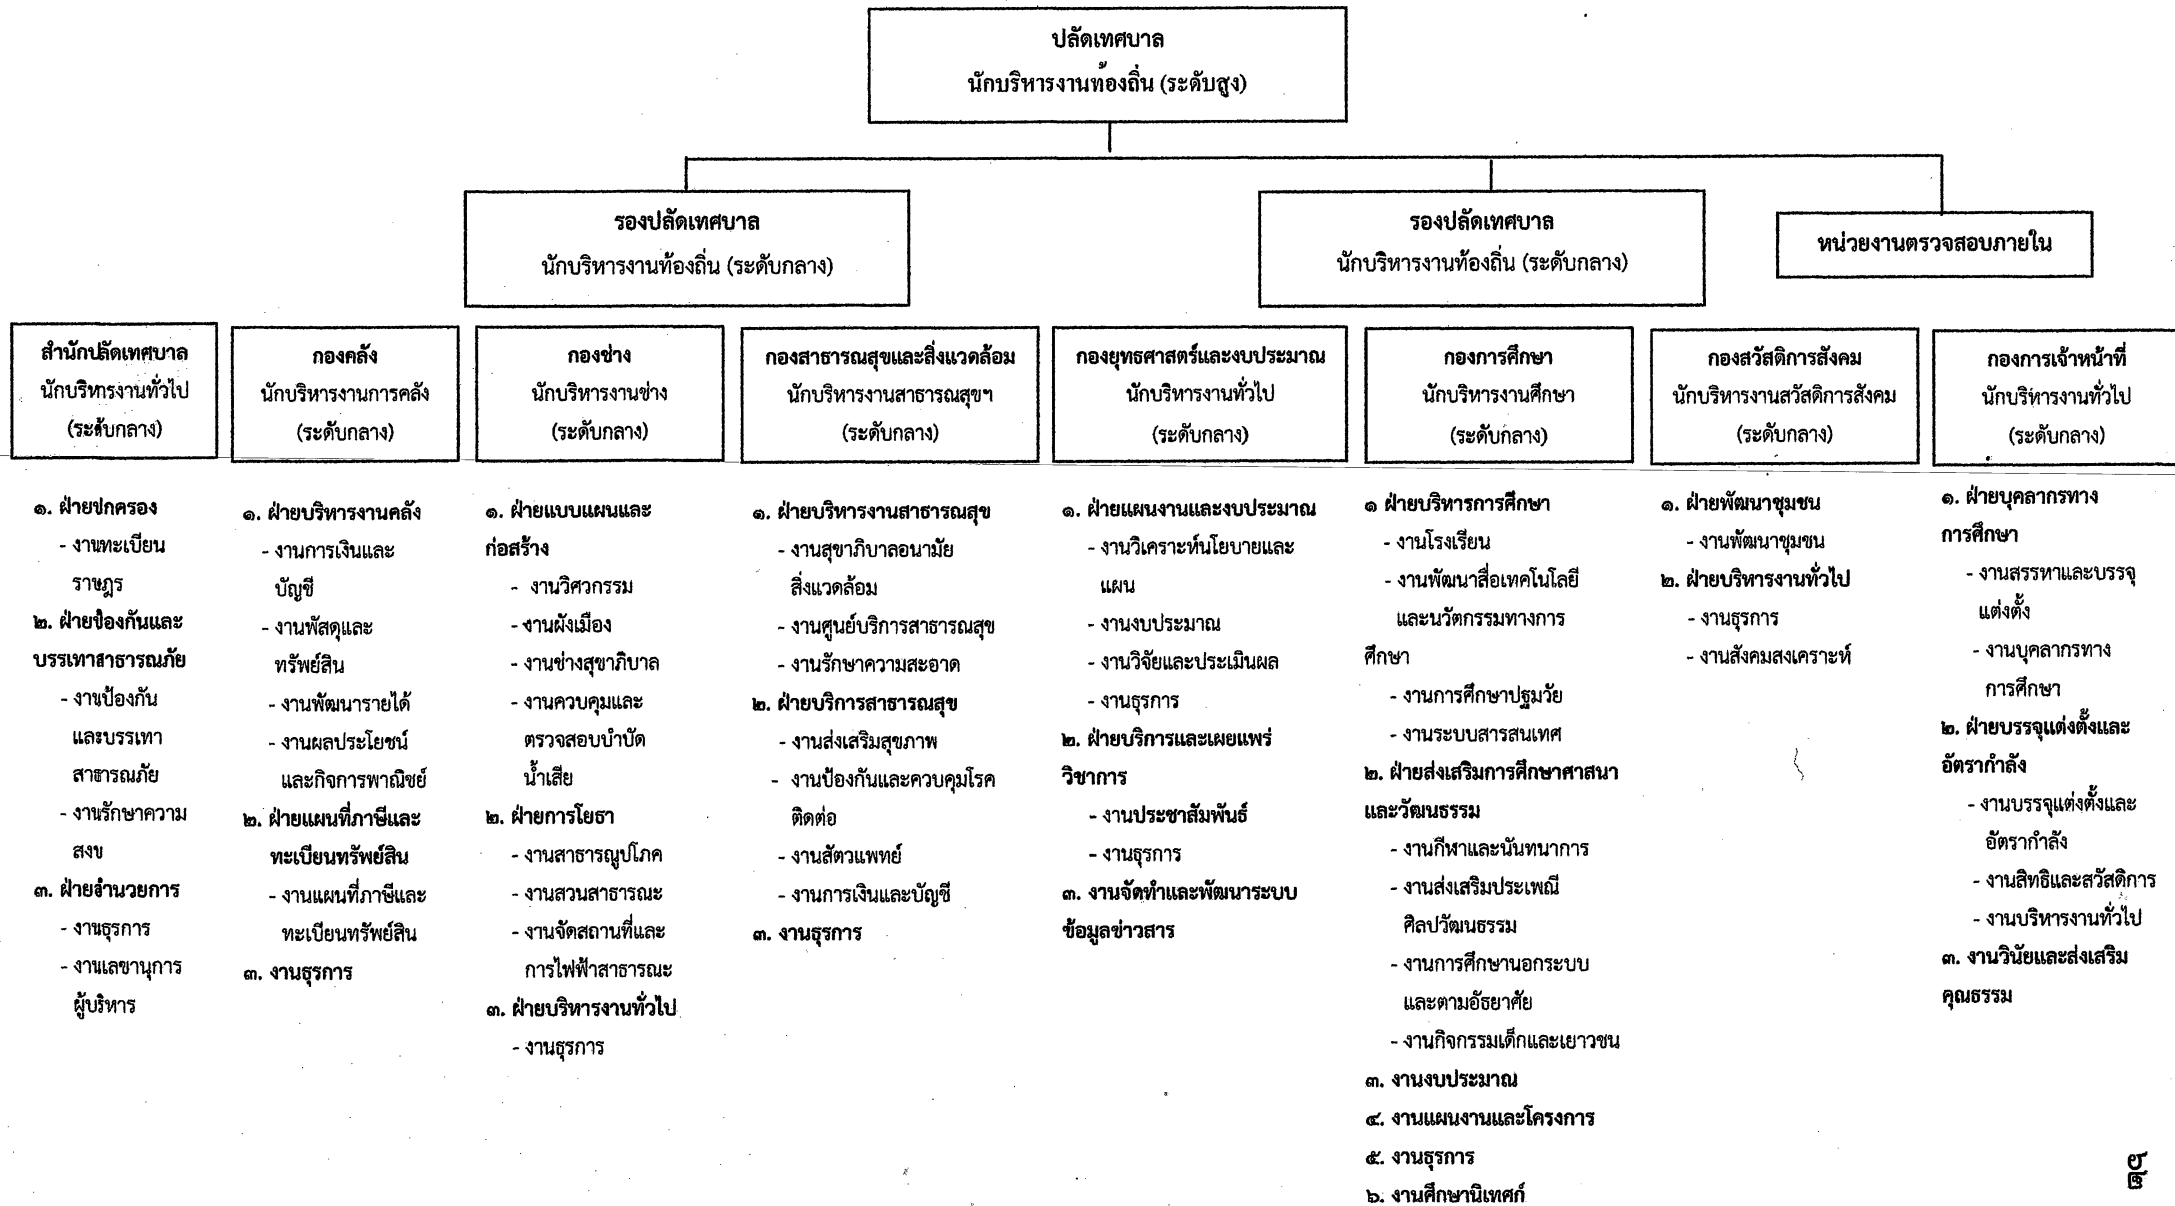 ปลัดเทศบาล
นักบริหารงานท้องถิ่น (ระดับสูง)
รองปลัดเทศบาล
นักบริหารงานท้องถิ่น (ระดับกลาง)
รองปลัดเทศบาล
นักบริหารงานท้องถิ่น (ระดับกลาง)
หน่วยงานตรวจสอบภายใน
สำนักปลัดเทศบาล
นักบริหารงานทั่วไป
(ระดับกลาง)
กองคลัง
นักบริหารงานการคลัง
(ระดับกลาง)
กองช่าง
นักบริหารงานช่าง
(ระดับกลาง)
กองสาธารณสุขและสิ่งแวดล้อม
นักบริหารงานสาธารณสุขฯ
(ระดับกลาง)
กองยุทธศาสตร์และงบประมาณ
นักบริหารงานทั่วไป
(ระดับกลาง)
กองการศึกษา
นักบริหารงานศึกษา
(ระดับกลาง)
กองสวัสดิการสังคม
นักบริหารงานสวัสดิการสังคม
(ระดับกลาง)
กองการเจ้าหน้าที่
นักบริหารงานทั่วไป
(ระดับกลาง)
๑. ฝ่ายปกครอง
- งานทะเบียน
ราษฎร
๒. ฝ่ายป้องกันและ
บรรเทาสาธารณภัย
- งานป้องกัน
และบรรเทา
สาธารณภัย
- งานรักษาความ
สงบ
๓. ฝ่ายอำนวยการ
- งานธุรการ
- งานเลขานุการ
ผู้บริหาร
๑. ฝ่ายบริหารงานคลัง
- งานการเงินและ
บัญชี
- งานพัสดุและ
ทรัพย์สิน
- งานพัฒนารายได้
- งานผลประโยชน์
และกิจการพาณิชย์
๒. ฝ่ายแผนที่ภาษีและ
ทะเบียนทรัพย์สิน
- งานแผนที่ภาษีและ
ทะเบียนทรัพย์สิน
๓. งานธุรการ
๑. ฝ่ายแบบแผนและ
ก่อสร้าง
- งานวิศวกรรม
- งานผังเมือง
- งานช่างสุขาภิบาล
- งานควบคุมและ
ตรวจสอบบำบัด
น้ำเสีย
๒. ฝ่ายการโยธา
- งานสาธารณูปโภค
- งานสวนสาธารณะ
- งานจัดสถานที่และ
การไฟฟ้าสาธารณะ
๓. ฝ่ายบริหารงานทั่วไป
- งานธุรการ
๑. ฝ่ายบริหารงานสาธารณสุข
- งานสุขาภิบาลอนามัย
สิ่งแวดล้อม
- งานศูนย์บริการสาธารณสุข
- งานรักษาความสะอาด
๒. ฝ่ายบริการสาธารณสุข
- งานส่งเสริมสุขภาพ
- งานป้องกันและควบคุมโรค
ติดต่อ
- งานสัตวแพทย์
- งานการเงินและบัญชี
๓. งานธุรการ
๑. ฝ่ายแผนงานและงบประมาณ
- งานวิเคราะห์นโยบายและ
แผน
- งานงบประมาณ
- งานวิจัยและประเมินผล
- งานธุรการ
๒. ฝ่ายบริการและเผยแพร่
วิชาการ
- งานประชาสัมพันธ์
- งานธุรการ
๓. งานจัดทำและพัฒนาระบบ
ข้อมูลข่าวสาร
๑ ฝ่ายบริหารการศึกษา
- งานโรงเรียน
- งานพัฒนาสื่อเทคโนโลยี
และนวัตกรรมทางการ
ศึกษา
- งานการศึกษาปฐมวัย
- งานระบบสารสนเทศ
๒. ฝ่ายส่งเสริมการศึกษาศาสนา
และวัฒนธรรม
- งานกีฬาและนันทนาการ
- งานส่งเสริมประเพณี
ศิลปวัฒนธรรม
- งานการศึกษานอกระบบ
และตามอัธยาศัย
- งานกิจกรรมเด็กและเยาวชน
๓. งานงบประมาณ
๔. งานแผนงานและโครงการ
๕. งานธุรการ
๖. งานศึกษานิเทศก์
๑. ฝ่ายพัฒนาชุมชน
- งานพัฒนาชุมชน
๒. ฝ่ายบริหารงานทั่วไป
- งานธุรการ
- งานสังคมสงเคราะห์
๑. ฝ่ายบุคลากรทาง
การศึกษา
- งานสรรหาและบรรจุ
แต่งตั้ง
- งานบุคลากรทาง
การศึกษา
๒. ฝ่ายบรรจุแต่งตั้งและ
อัตรากำลัง
- งานบรรจุแต่งตั้งและ
อัตรากำลัง
- งานสิทธิและสวัสดิการ
- งานบริหารงานทั่วไป
๓. งานวินัยและส่งเสริม
คุณธรรม